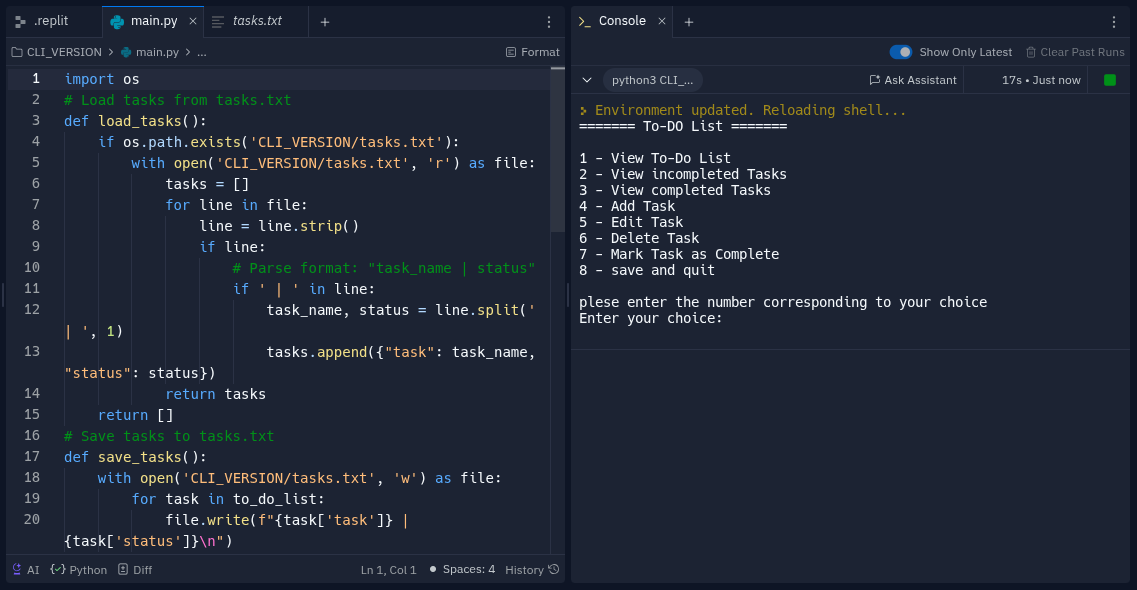 .replit
main.py
tasks.txt
CLI_VERSION
main.py
...
Format
1 import os
2 # Load tasks from tasks.txt
3 def load_tasks():
4 if os.path.exists('CLI_VERSION/tasks.txt'):
5 with open('CLI_VERSION/tasks.txt', 'r') as file:
6 tasks = []
7 for line in file:
8 line = line.strip()
9 if line:
10 # Parse format: "task_name | status"
11 if ' | ' in line:
12 task_name, status = line.split('
| ', 1)
13 tasks.append({"task": task_name,
"status": status})
14 return tasks
15 return []
16 # Save tasks to tasks.txt
17 def save_tasks():
18 with open('CLI_VERSION/tasks.txt', 'w') as file:
19 for task in to_do_list:
20 file.write(f"{task['task']} |
{task['status']}\n")
AI
Python
Diff
Ln 1, Col 1
Spaces: 4
History
Console
Show Only Latest
Clear Past Runs
python3 CLI_...
Ask Assistant
17s • Just now
Environment updated. Reloading shell...
======= To-DO List =======
1 - View To-Do List
2 - View incompleted Tasks
3 - View completed Tasks
4 - Add Task
5 - Edit Task
6 - Delete Task
7 - Mark Task as Complete
8 - save and quit
plese enter the number corresponding to your choice
Enter your choice: